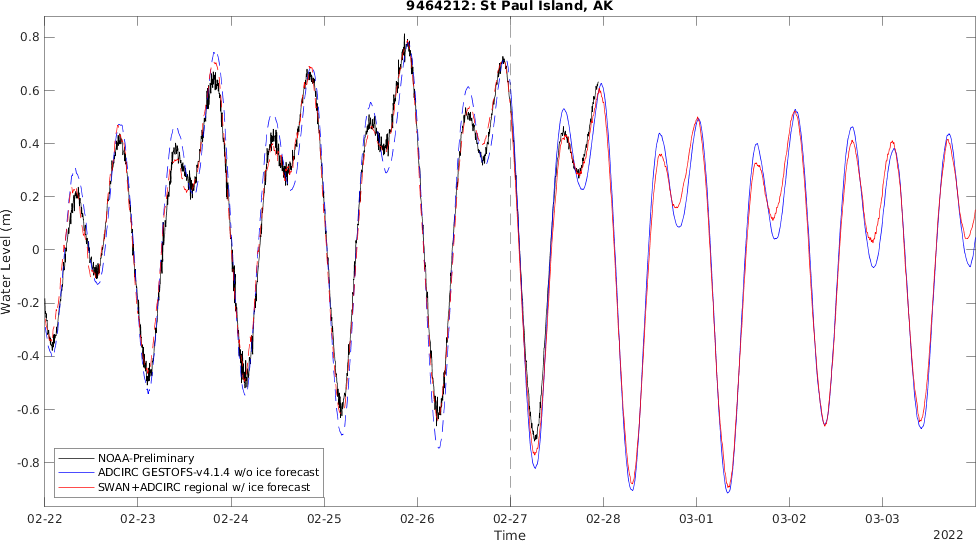 9464212: St Paul Island, AK
0.8
0.6
0.4
0.2
0
-0.2
-0.4
-0.6
-0.8
Water Level (m)
NOAA-Preliminary
ADCIRC GESTOFS-v4.1.4 w/o ice forecast
SWAN+ADCIRC regional w/ ice forecast
02-22 02-23 02-24 02-25 02-26 02-27 02-28 03-01 03-02 03-03
Time
2022